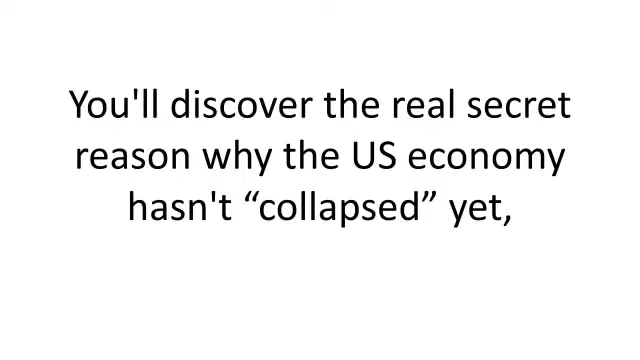 You'll discover the real secret
reason why the US economy
hasn't “collapsed” yet,